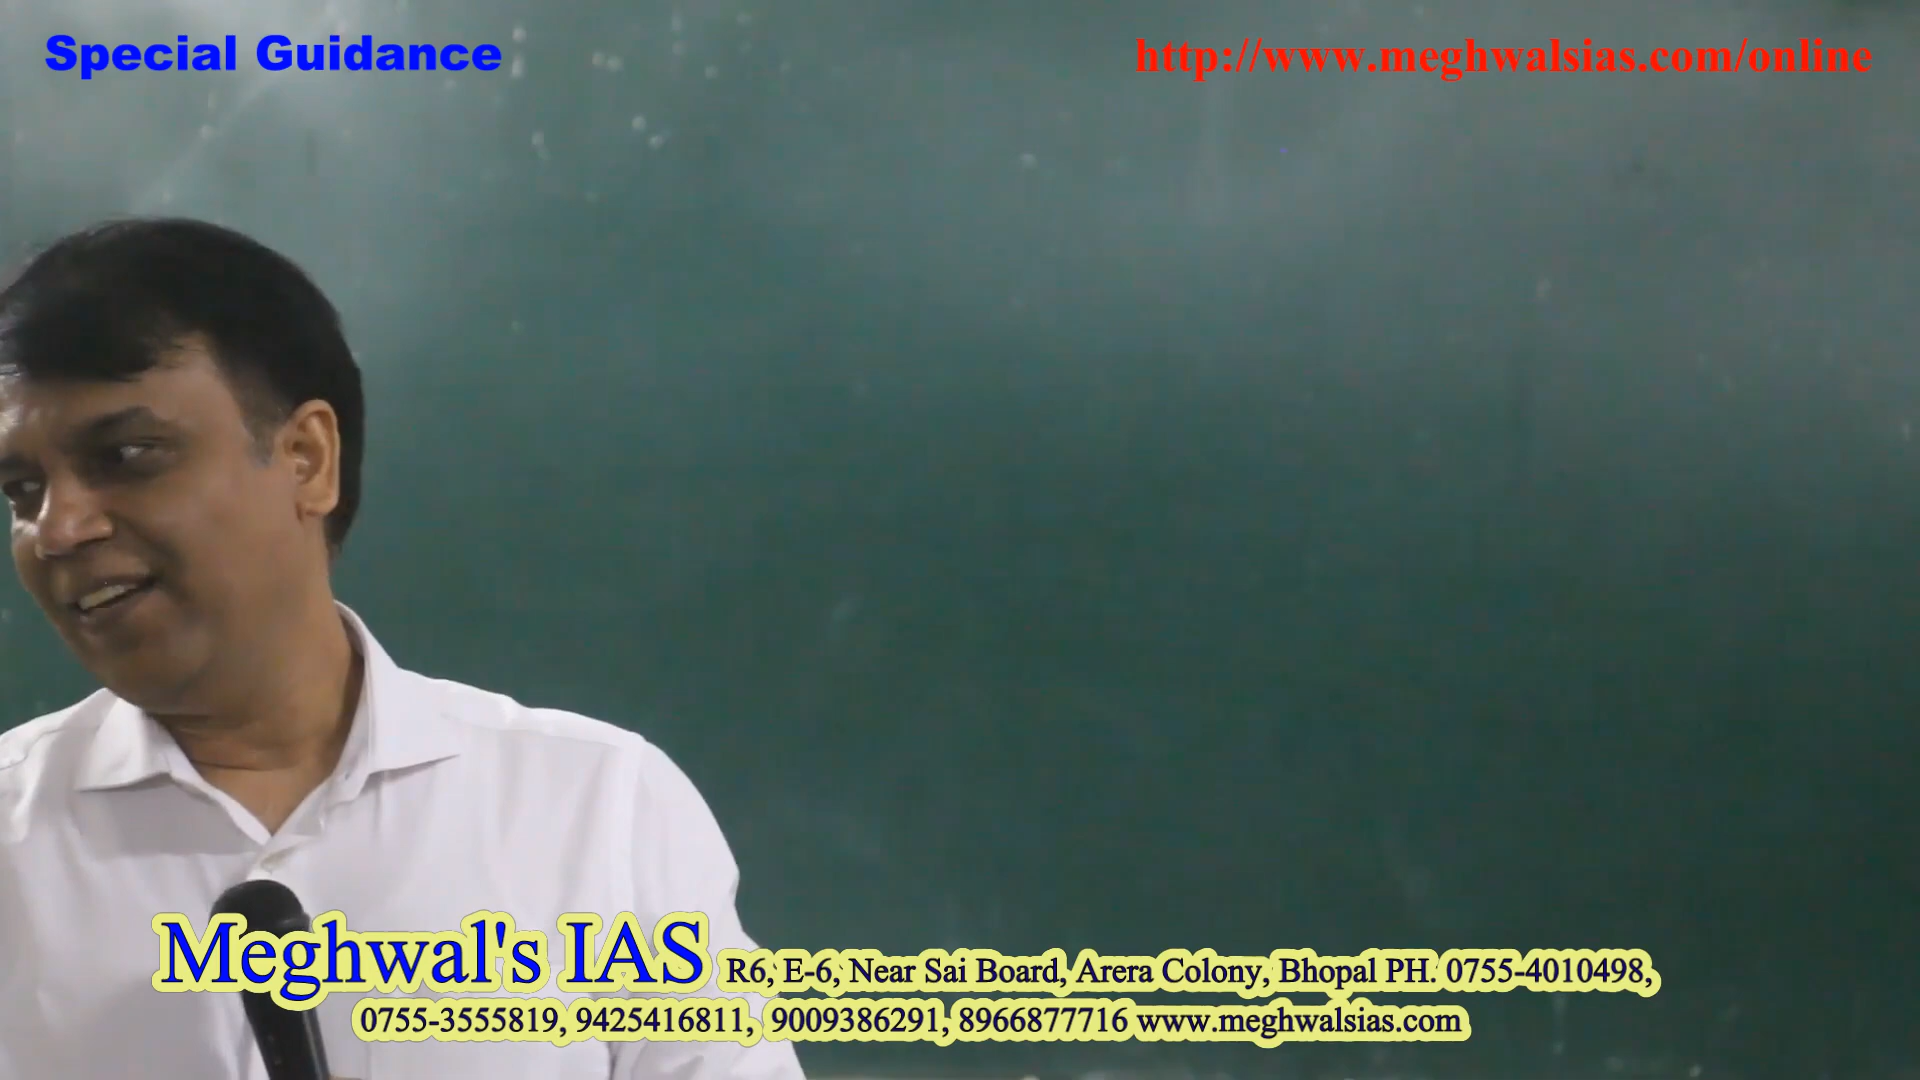 Special Guidance
http://www.meghwalsias.com/online
Meghwal's IAS R6, E-6, Near Sai Board, Arera Colony, Bhopal PH. 0755-4010498,
0755-3555819, 9425416811, 9009386291, 8966877716 www.meghwalsias.com